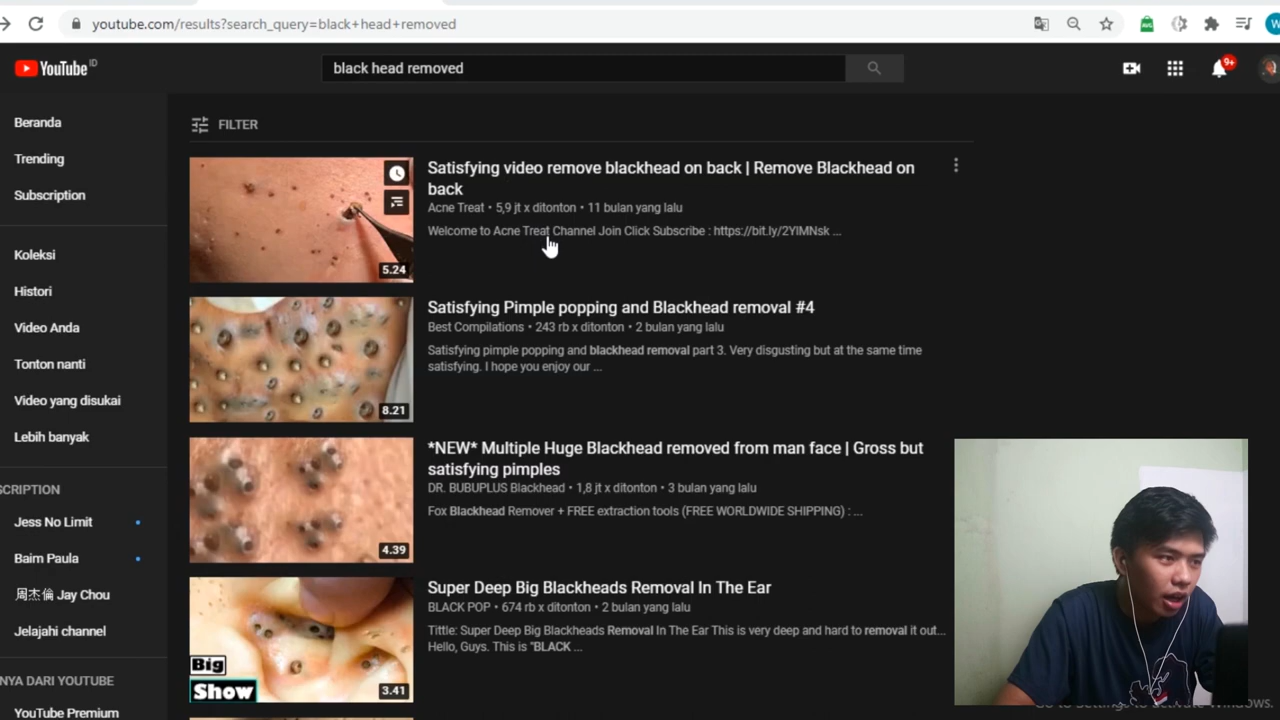 youtube.com/results?search_query=black+head+removed
W
YouTube ID
black head removed
9+
Beranda
Trending
Subscription
Koleksi
Histori
Video Anda
Tonton nanti
Video yang disukai
Lebih banyak
SCRIPTION
Jess No Limit
Baim Paula
周杰倫 Jay Chou
Jelajahi channel
NYA DARI YOUTUBE
YouTube Premium
FILTER
5.24
Satisfying video remove blackhead on back | Remove Blackhead on
back
Acne Treat • 5,9 jt x ditonton • 11 bulan yang lalu
Welcome to Acne Treat Channel Join Click Subscribe : https://bit.ly/2YIMNsk ...
8.21
Satisfying Pimple popping and Blackhead removal #4
Best Compilations • 243 rb x ditonton • 2 bulan yang lalu
Satisfying pimple popping and blackhead removal part 3. Very disgusting but at the same time
satisfying. I hope you enjoy our ...
4.39
*NEW* Multiple Huge Blackhead removed from man face | Gross but
satisfying pimples
DR. BUBUPLUS Blackhead • 1,8 jt x ditonton • 3 bulan yang lalu
Fox Blackhead Remover + FREE extraction tools (FREE WORLDWIDE SHIPPING) : ...
Big
Show
3.41
Super Deep Big Blackheads Removal In The Ear
BLACK POP • 674 rb x ditonton • 2 bulan yang lalu
Tittle: Super Deep Big Blackheads Removal In The Ear This is very deep and hard to removal it out...
Hello, Guys. This is "BLACK ...
Go to Settings to activate Windows.